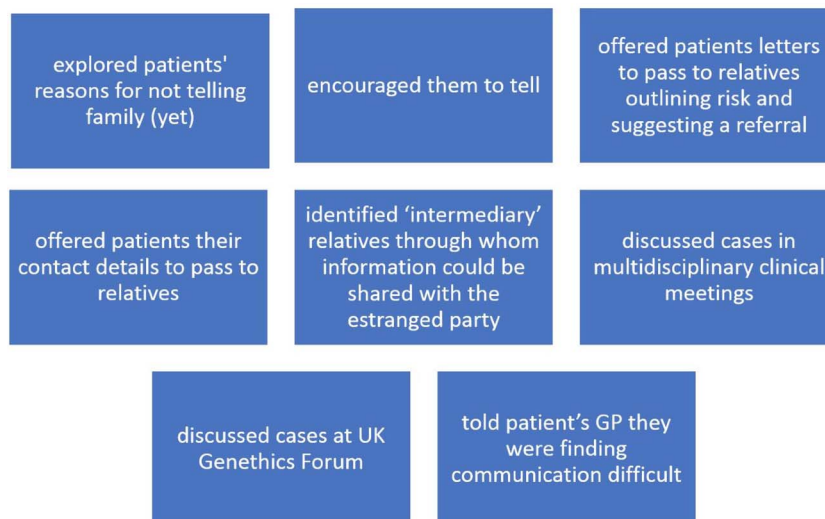 explored patients'
reasons for not telling
family (yet)
encouraged them to tell
offered patients letters
to pass to relatives
outlining risk and
suggesting a referral
offered patients their
contact details to pass to
relatives
identified ‘intermediary’
relatives through whom
information could be
shared with the
estranged party
discussed cases in
multidisciplinary clinical
meetings
discussed cases at UK
Genethics Forum
told patient’s GP they
were finding
communication difficult